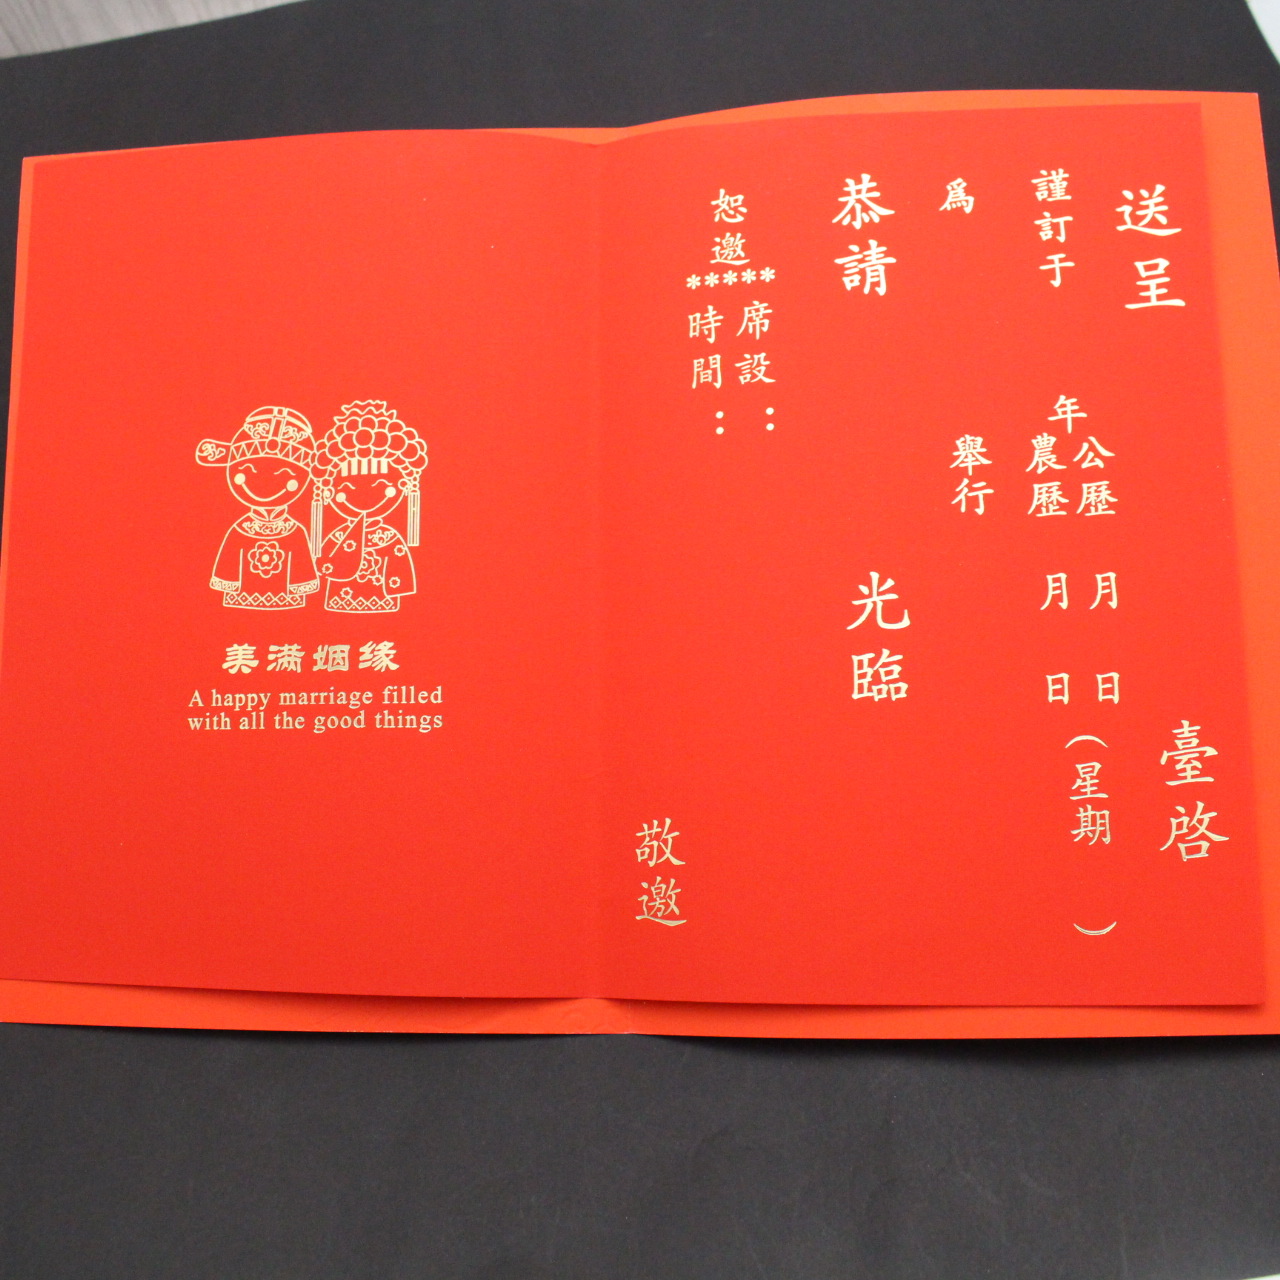 送呈
臺啓
謹訂于
年
公歷 月 日
農歷 月 日
（星期 ）
爲
舉行
恭請
光臨
席設：
時間：
恕邀
*****
敬邀
美满姻缘
A happy marriage filled
with all the good things